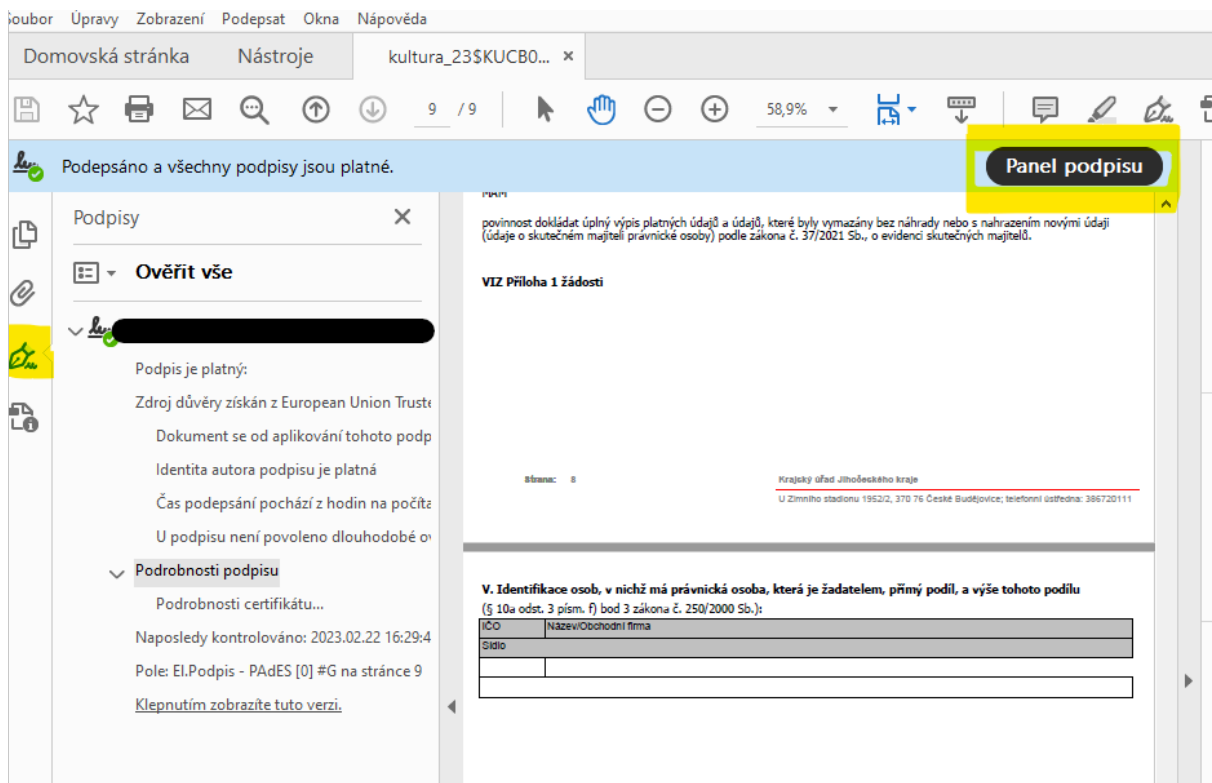 Soubor Úpravy Zobrazení Podepsat Okna Nápověda
Domovská stránka Nástroje kultura_23$KUCB0... ×
9 / 9 58,9%
Podepsáno a všechny podpisy jsou platné. Panel podpisu
Podpisy
Ověřit vše
Podpis je platný:
Zdroj důvěry získán z European Union Truste
Dokument se od aplikování tohoto podp
Identita autora podpisu je platná
Čas podepsání pochází z hodin na počíta
U podpisu není povoleno dlouhodobé ov
Podrobnosti podpisu
Podrobnosti certifikátu...
Naposledy kontrolováno: 2023.02.22 16:29:4
Pole: El.Podpis - PAdES [0] #G na stránce 9
Klepnutím zobrazíte tuto verzi.
MÁM
povinnost dokládat úplný výpis platných údajů a údajů, které byly vymazány bez náhrady nebo s nahrazením novými údaji
(údaje o skutečném majiteli právnické osoby) podle zákona č. 37/2021 Sb., o evidenci skutečných majitelů.
VIZ Příloha 1 žádosti
Strana: 8
Krajský úřad Jihočeského kraje
U Zimního stadionu 1952/2, 370 76 České Budějovice; telefonní ústředna: 386720111
V. Identifikace osob, v nichž má právnická osoba, která je žadatelem, přímý podíl, a výše tohoto podílu
(§ 10a odst. 3 písm. f) bod 3 zákona č. 250/2000 Sb.):
IČO Název/Obchodní firma
Sídlo